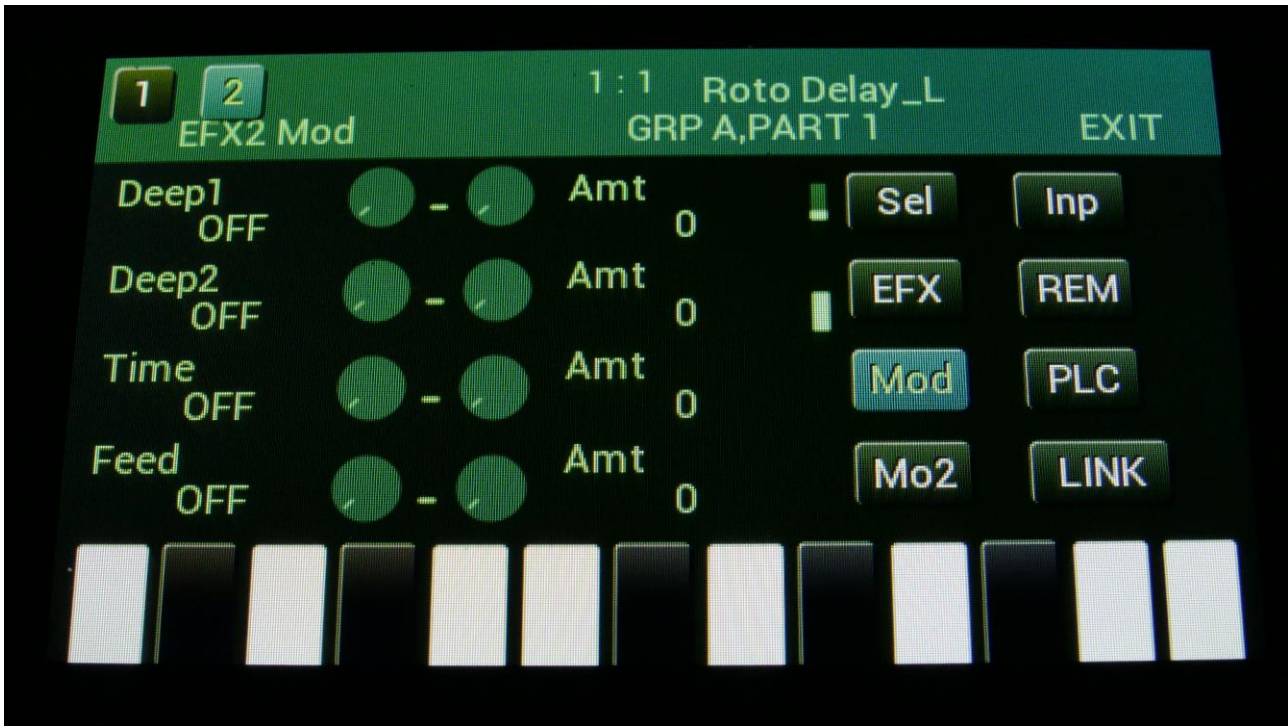 1 2 1 : 1 Roto Delay_L
EFX2 Mod GRP A,PART 1 EXIT
Deep1 Amt Sel Inp
OFF - 0
Deep2 Amt EFX REM
OFF - 0
Time Amt Mod PLC
OFF - 0
Feed Amt Mo2 LINK
OFF - 0